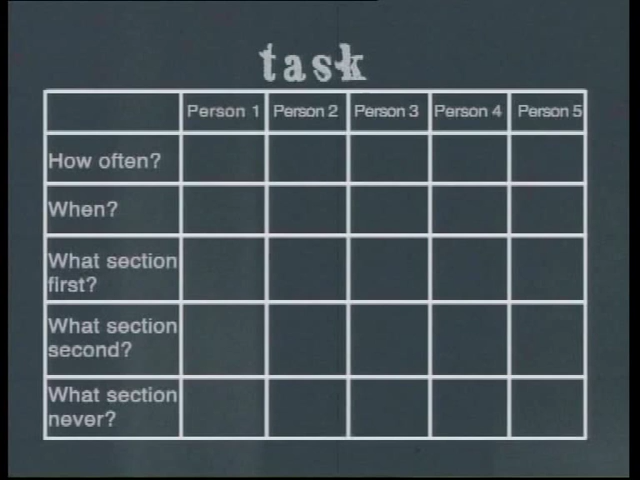 task
Person 1 Person 2 Person 3 Person 4 Person 5
How often?
When?
What section
first?
What section
second?
What section
never?